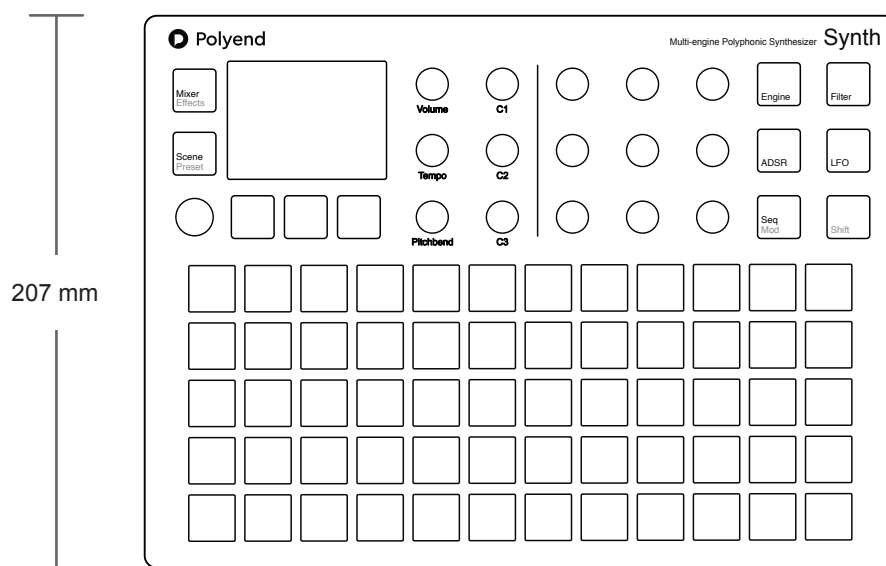 Polyend
Multi-engine Polyphonic Synthesizer Synth
Mixer
Effects
Volume
C1
Engine
Filter
Scene
Preset
Tempo
C2
ADSR
LFO
Pitchbend
C3
Seq
Mod
Shift
207 mm